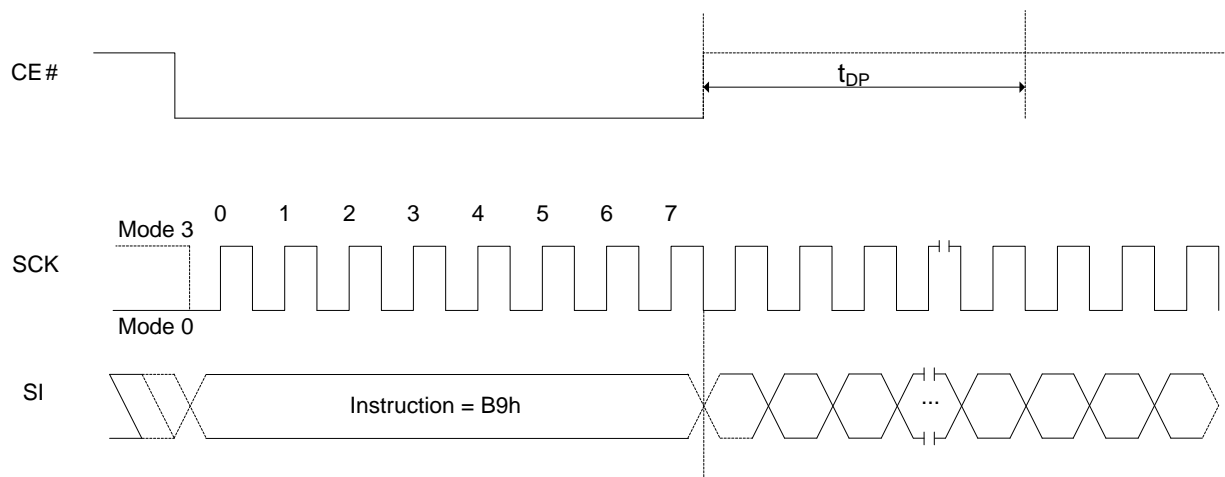 CE#
tDP
0 1 2 3 4 5 6 7
Mode 3
SCK
Mode 0
SI
Instruction = B9h
...